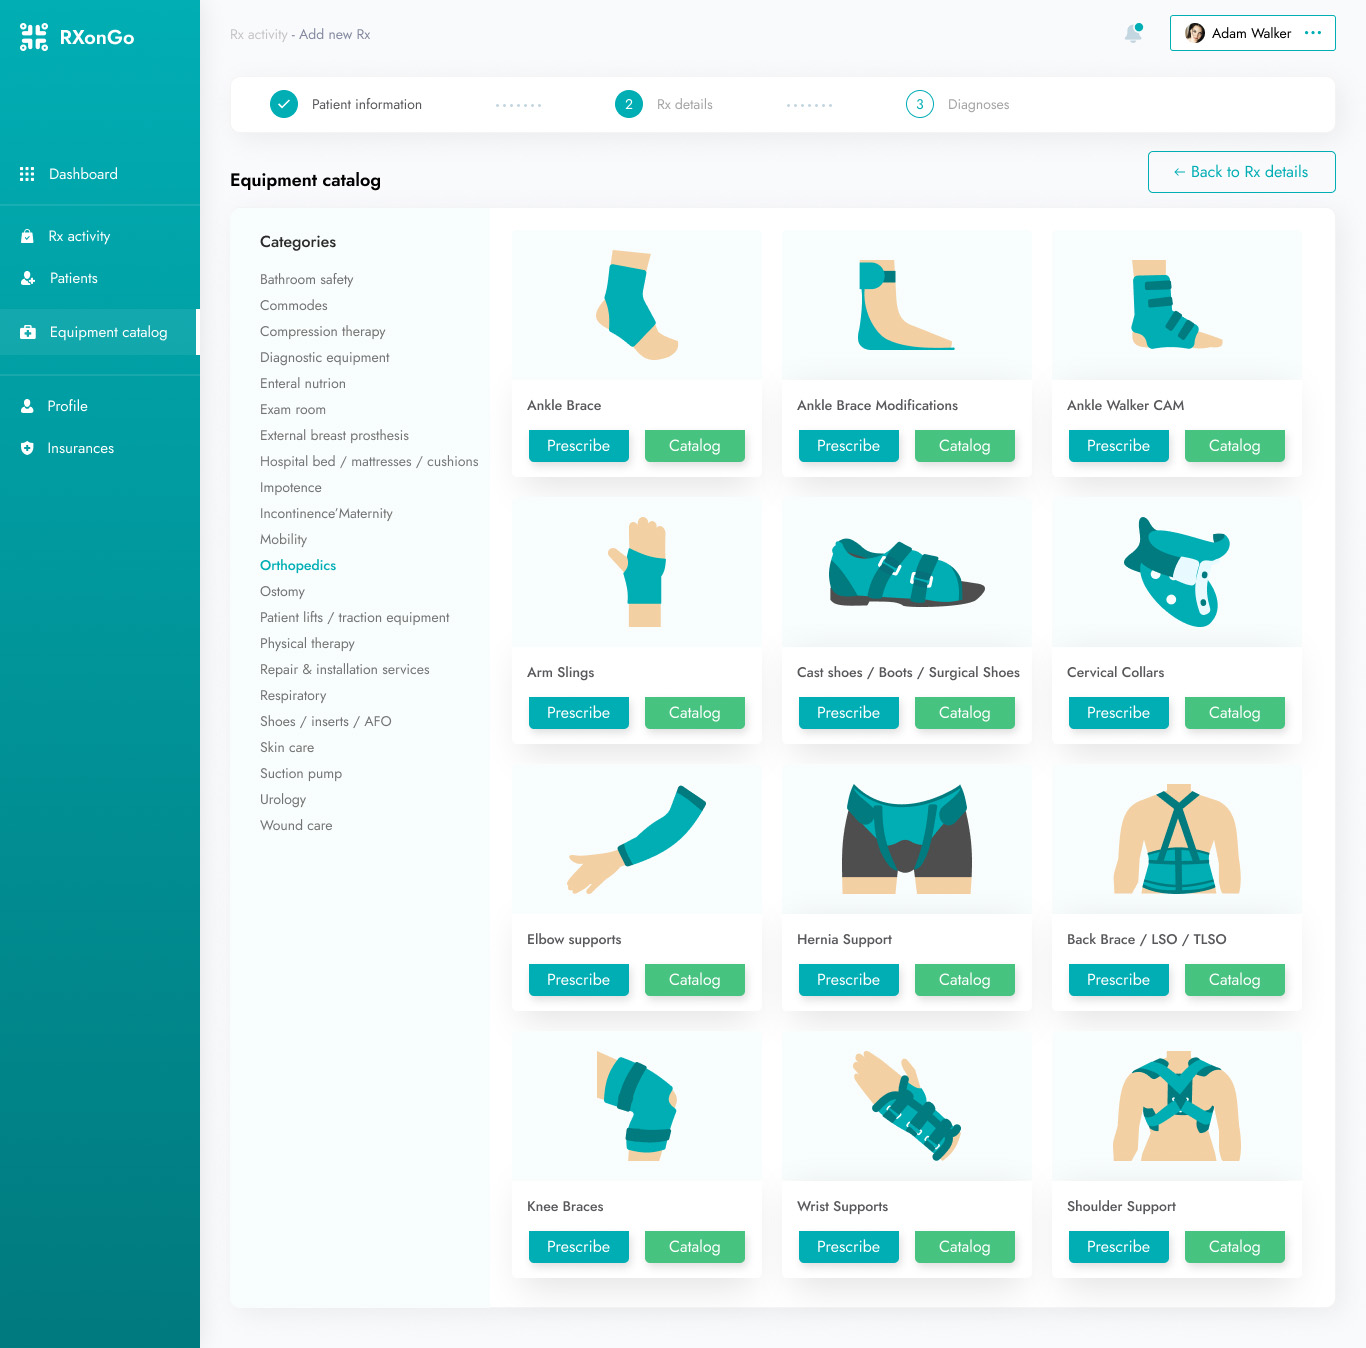 RXonGo
Rx activity - Add new Rx
Adam Walker
Patient information
2 Rx details
3 Diagnoses
Dashboard
Rx activity
Patients
Equipment catalog
Profile
Insurances
Equipment catalog
← Back to Rx details
Categories
Bathroom safety
Commodes
Compression therapy
Diagnostic equipment
Enteral nutrion
Exam room
External breast prosthesis
Hospital bed / mattresses / cushions
Impotence
Incontinence'Maternity
Mobility
Orthopedics
Ostomy
Patient lifts / traction equipment
Physical therapy
Repair & installation services
Respiratory
Shoes / inserts / AFO
Skin care
Suction pump
Urology
Wound care
Ankle Brace
Prescribe Catalog
Ankle Brace Modifications
Prescribe Catalog
Ankle Walker CAM
Prescribe Catalog
Arm Slings
Prescribe Catalog
Cast shoes / Boots / Surgical Shoes
Prescribe Catalog
Cervical Collars
Prescribe Catalog
Elbow supports
Prescribe Catalog
Hernia Support
Prescribe Catalog
Back Brace / LSO / TLSO
Prescribe Catalog
Knee Braces
Prescribe Catalog
Wrist Supports
Prescribe Catalog
Shoulder Support
Prescribe Catalog